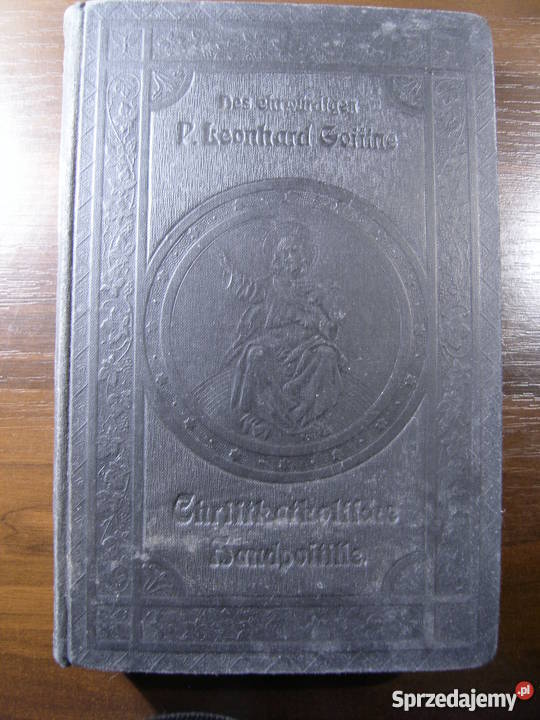 Des ehrwürdigen
P. Leonhard Goffine
Christkatholische
Handpostille.
Sprzedajemy.pl